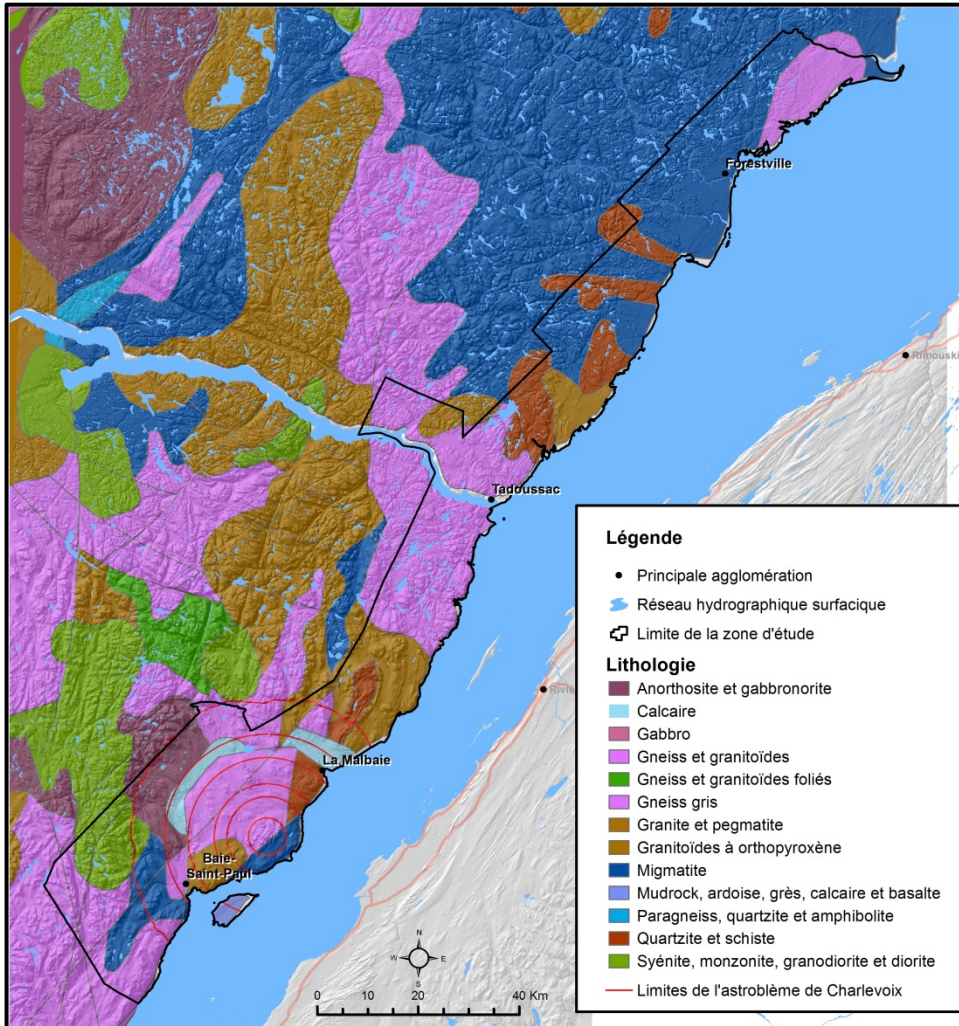 Forestville
Rimouski
Tadoussac
La Malbaie
Baie-
Saint-Paul
N
W E
S
0 10 20 40 Km
Légende
Principale agglomération
Réseau hydrographique surfacique
Limite de la zone d'étude
Lithologie
Anorthosite et gabbronorite
Calcaire
Gabbro
Gneiss et granitoïdes
Gneiss et granitoïdes foliés
Gneiss gris
Granite et pegmatite
Granitoïdes à orthopyroxène
Migmatite
Mudrock, ardoise, grès, calcaire et basalte
Paragneiss, quartzite et amphibolite
Quartzite et schiste
Syénite, monzonite, granodiorite et diorite
Limites de l'astroblème de Charlevoix